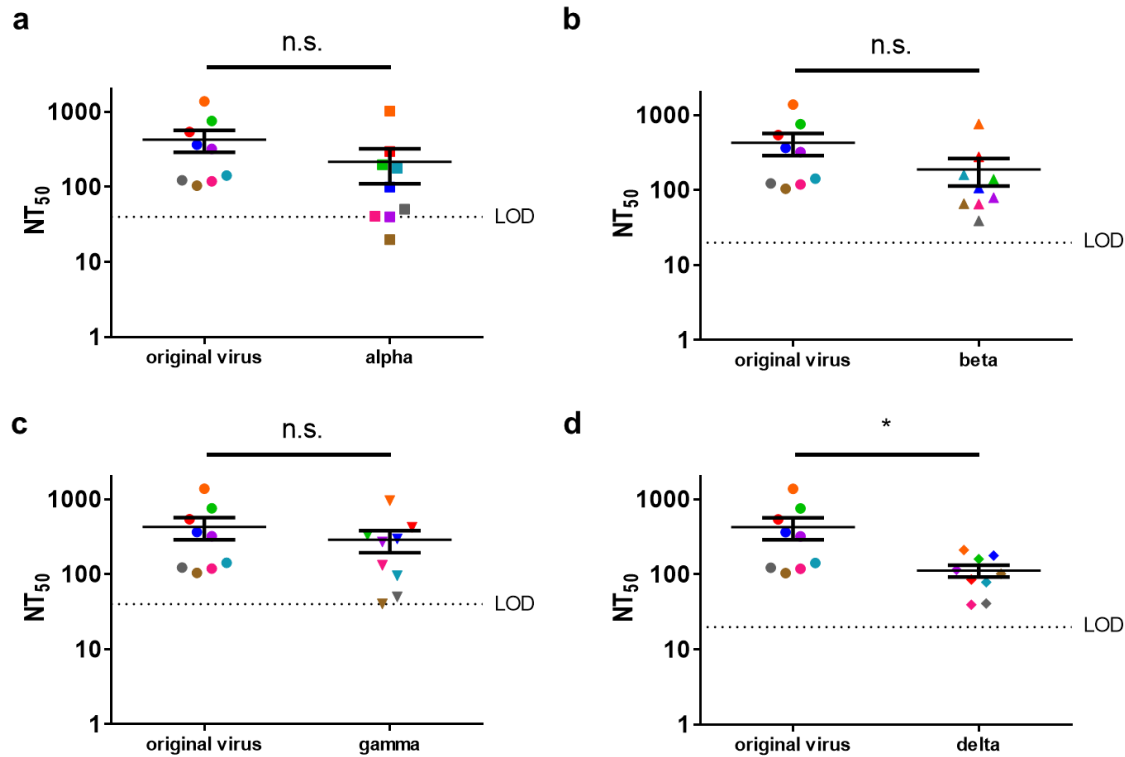 a
n.s.
NT50
1000
100
10
1
LOD
original virus
alpha
b
n.s.
NT50
1000
100
10
1
LOD
original virus
beta
c
n.s.
NT50
1000
100
10
1
LOD
original virus
gamma
d
*
NT50
1000
100
10
1
LOD
original virus
delta